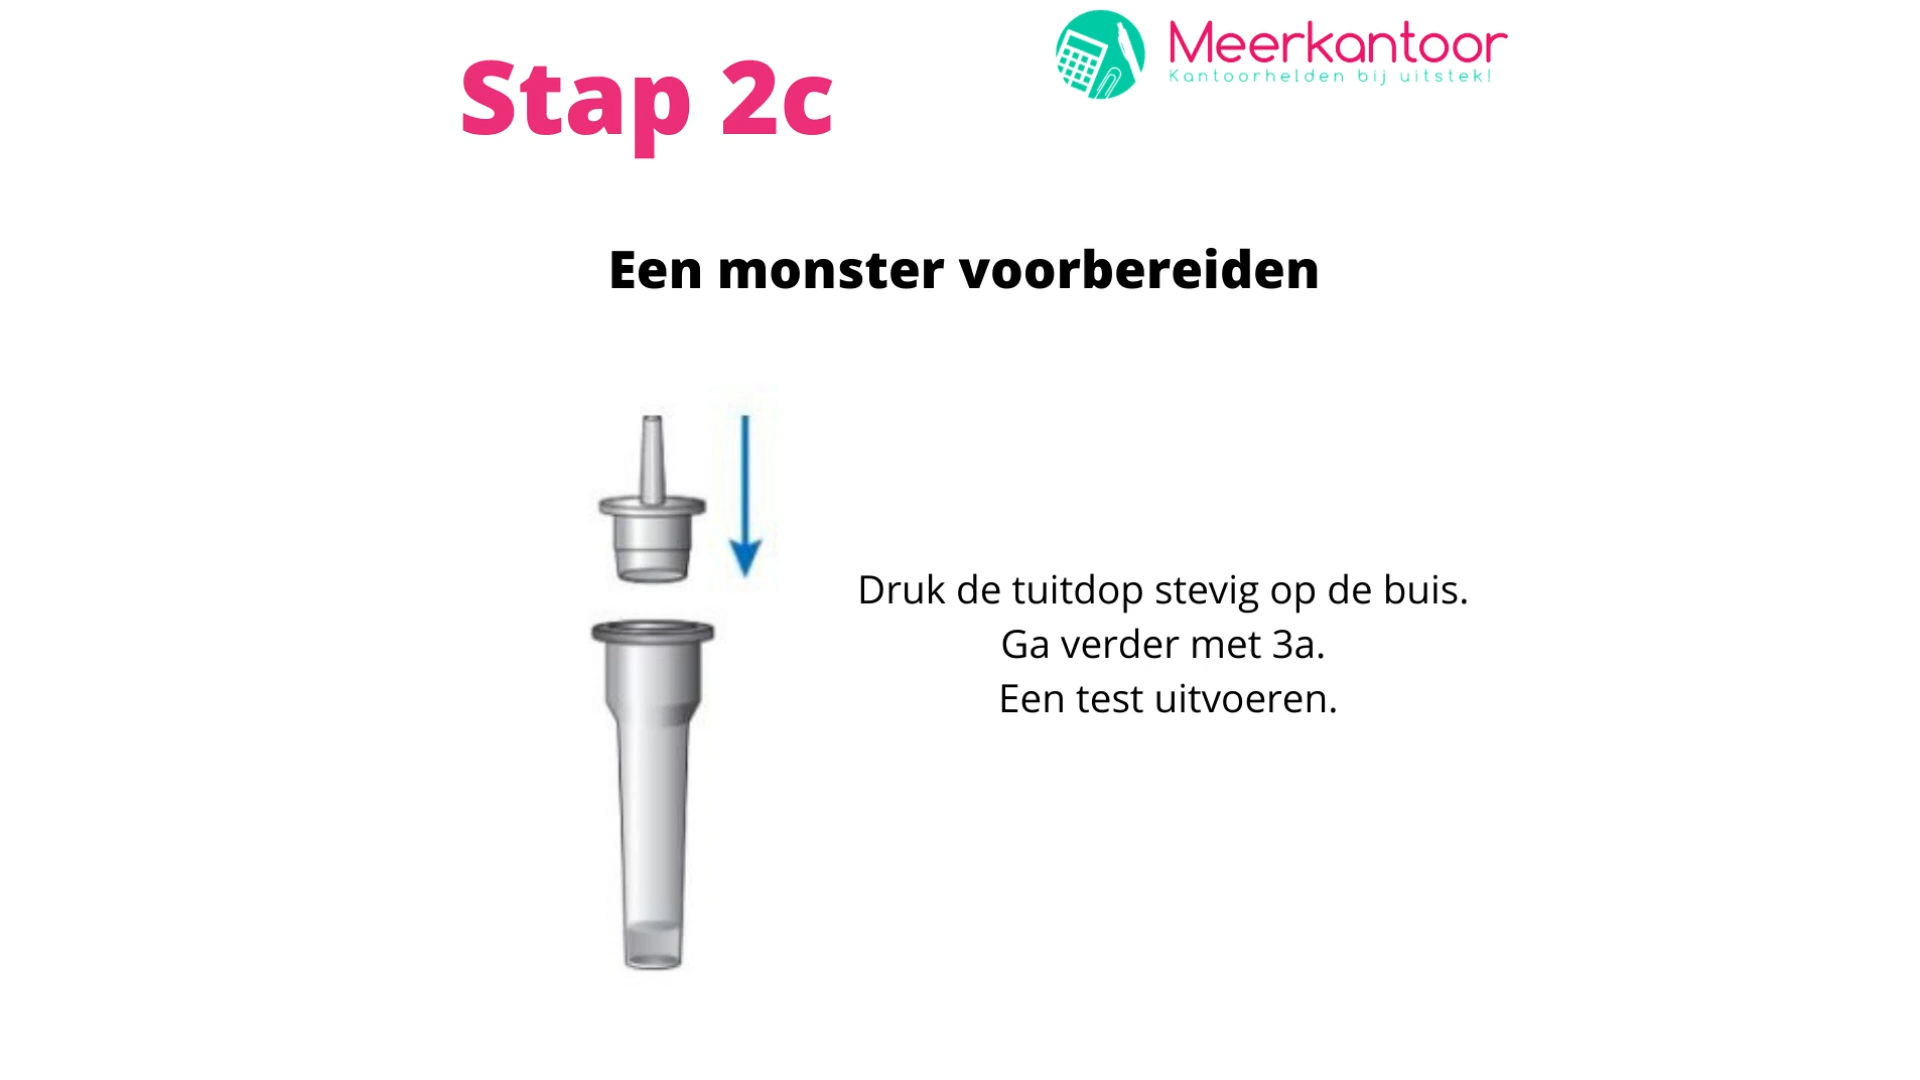 Stap 2c
Meerkantoor
Kantoorhelden bij uitstek!
Een monster voorbereiden
Druk de tuitdop stevig op de buis.
Ga verder met 3a.
Een test uitvoeren.